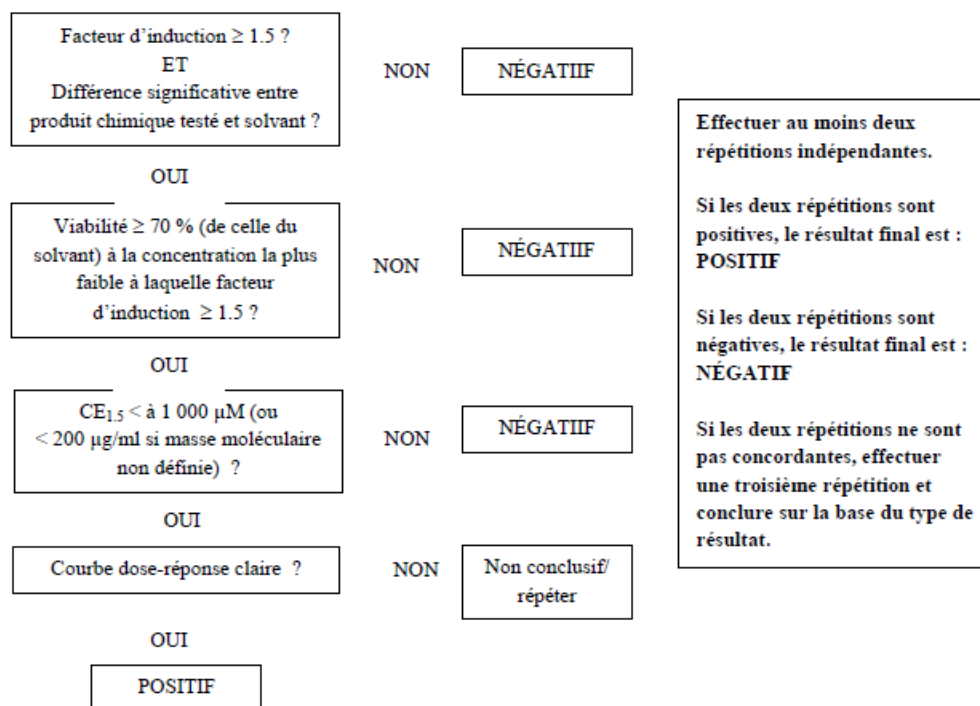 Facteur d'induction ≥ 1.5 ?
ET
Différence significative entre
produit chimique testé et solvant ?
NON
NÉGATIIF
OUI
Viabilité ≥ 70 % (de celle du
solvant) à la concentration la plus
faible à laquelle facteur
d'induction ≥ 1.5 ?
NON
NÉGATIIF
OUI
CE1.5 < à 1 000 µM (ou
< 200 µg/ml si masse moléculaire
non définie) ?
NON
NÉGATIIF
OUI
Courbe dose-réponse claire ?
NON
Non conclusif/
répéter
OUI
POSITIF
Effectuer au moins deux
répétitions indépendantes.
Si les deux répétitions sont
positives, le résultat final est :
POSITIF
Si les deux répétitions sont
négatives, le résultat final est :
NÉGATIF
Si les deux répétitions ne sont
pas concordantes, effectuer
une troisième répétition et
conclure sur la base du type de
résultat.